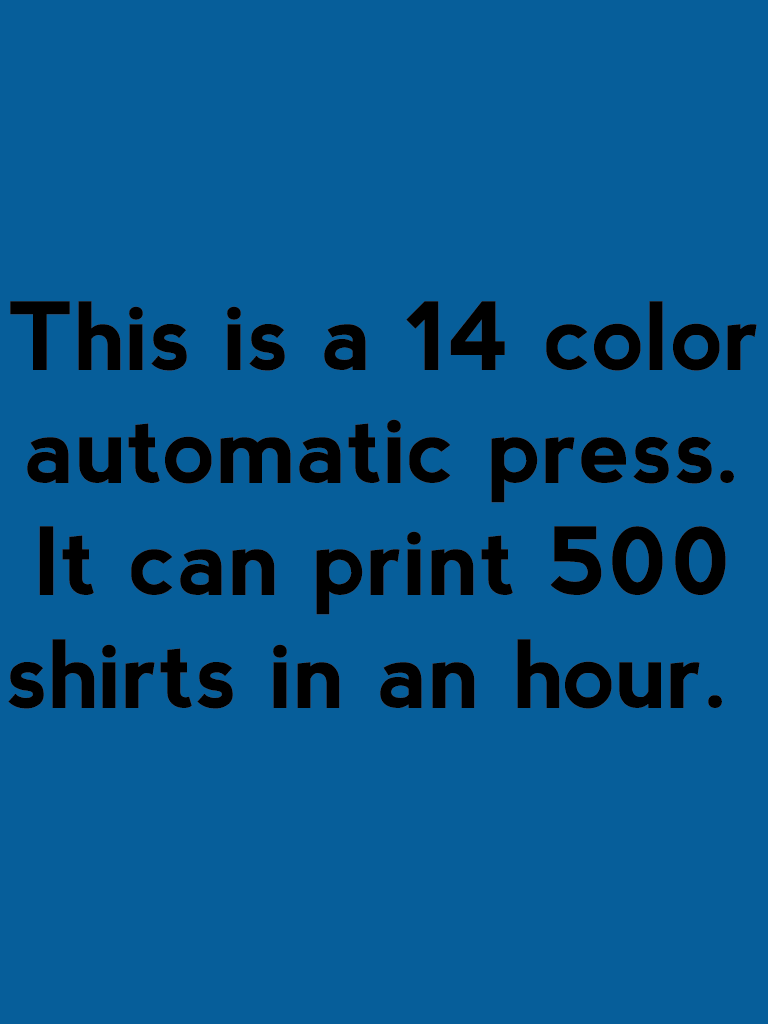 This is a 14 color
automatic press.
It can print 500
shirts in an hour.